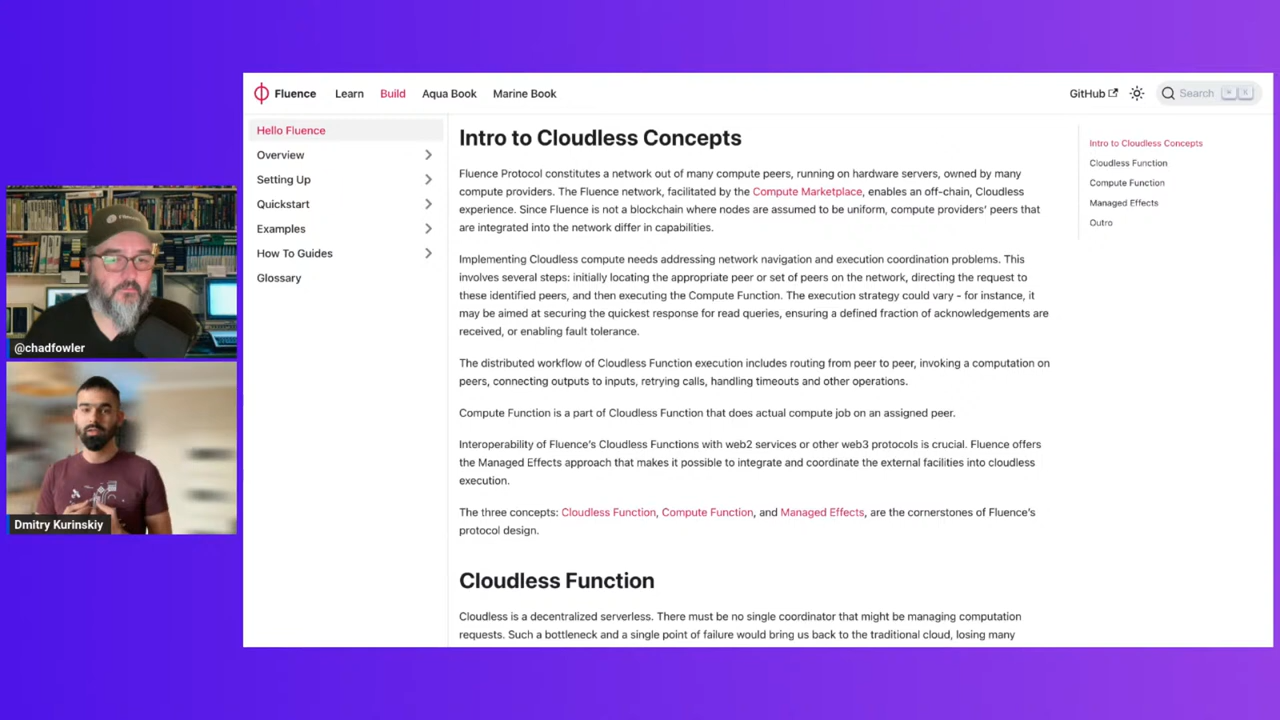 Fluence
Learn
Build
Aqua Book
Marine Book
GitHub
Search
Hello Fluence
Overview
Setting Up
Quickstart
Examples
How To Guides
Glossary
Intro to Cloudless Concepts
Fluence Protocol constitutes a network out of many compute peers, running on hardware servers, owned by many
compute providers. The Fluence network, facilitated by the Compute Marketplace, enables an off-chain, Cloudless
experience. Since Fluence is not a blockchain where nodes are assumed to be uniform, compute providers' peers that
are integrated into the network differ in capabilities.
Implementing Cloudless compute needs addressing network navigation and execution coordination problems. This
involves several steps: initially locating the appropriate peer or set of peers on the network, directing the request to
these identified peers, and then executing the Compute Function. The execution strategy could vary - for instance, it
may be aimed at securing the quickest response for read queries, ensuring a defined fraction of acknowledgements are
received, or enabling fault tolerance.
The distributed workflow of Cloudless Function execution includes routing from peer to peer, invoking a computation on
peers, connecting outputs to inputs, retrying calls, handling timeouts and other operations.
Compute Function is a part of Cloudless Function that does actual compute job on an assigned peer.
Interoperability of Fluence's Cloudless Functions with web2 services or other web3 protocols is crucial. Fluence offers
the Managed Effects approach that makes it possible to integrate and coordinate the external facilities into cloudless
execution.
The three concepts: Cloudless Function, Compute Function, and Managed Effects, are the cornerstones of Fluence's
protocol design.
Cloudless Function
Cloudless is a decentralized serverless. There must be no single coordinator that might be managing computation
requests. Such a bottleneck and a single point of failure would bring us back to the traditional cloud, losing many
Intro to Cloudless Concepts
Cloudless Function
Compute Function
Managed Effects
Outro
@chadfowler
Dmitry Kurinskiy